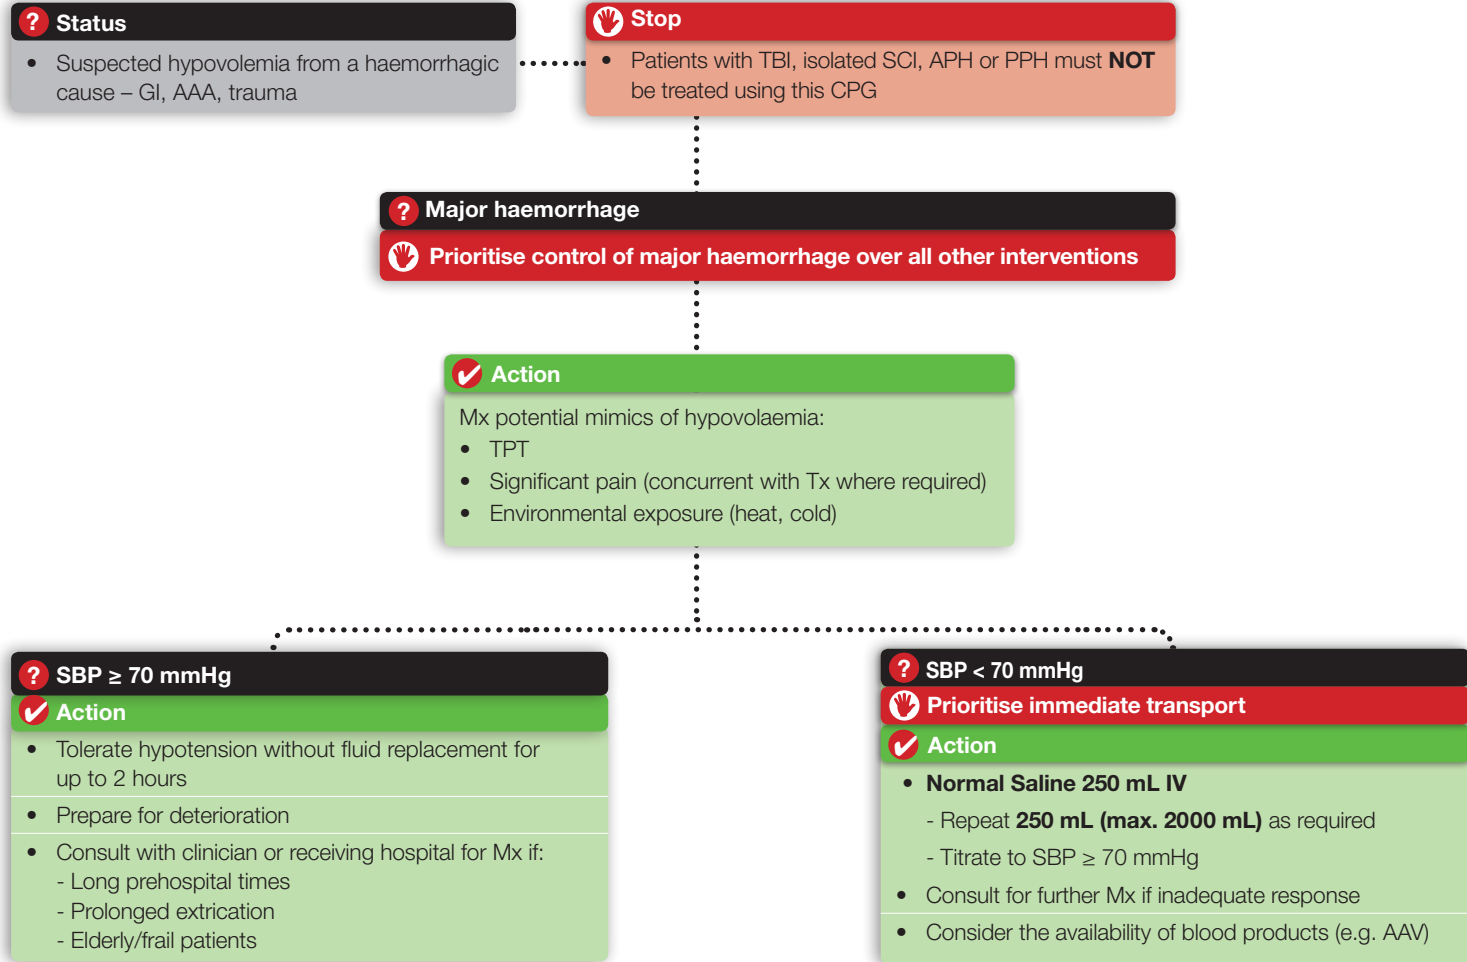 Status
• Suspected hypovolemia from a haemorrhagic
cause – GI, AAA, trauma
Stop
• Patients with TBI, isolated SCI, APH or PPH must NOT
be treated using this CPG
? Major haemorrhage
Prioritise control of major haemorrhage over all other interventions
Action
Mx potential mimics of hypovolaemia:
• TPT
• Significant pain (concurrent with Tx where required)
• Environmental exposure (heat, cold)
? SBP ≥ 70 mmHg
Action
• Tolerate hypotension without fluid replacement for
up to 2 hours
• Prepare for deterioration
• Consult with clinician or receiving hospital for Mx if:
- Long prehospital times
- Prolonged extrication
- Elderly/frail patients
? SBP < 70 mmHg
Prioritise immediate transport
Action
• Normal Saline 250 mL IV
- Repeat 250 mL (max. 2000 mL) as required
- Titrate to SBP ≥ 70 mmHg
• Consult for further Mx if inadequate response
• Consider the availability of blood products (e.g. AAV)